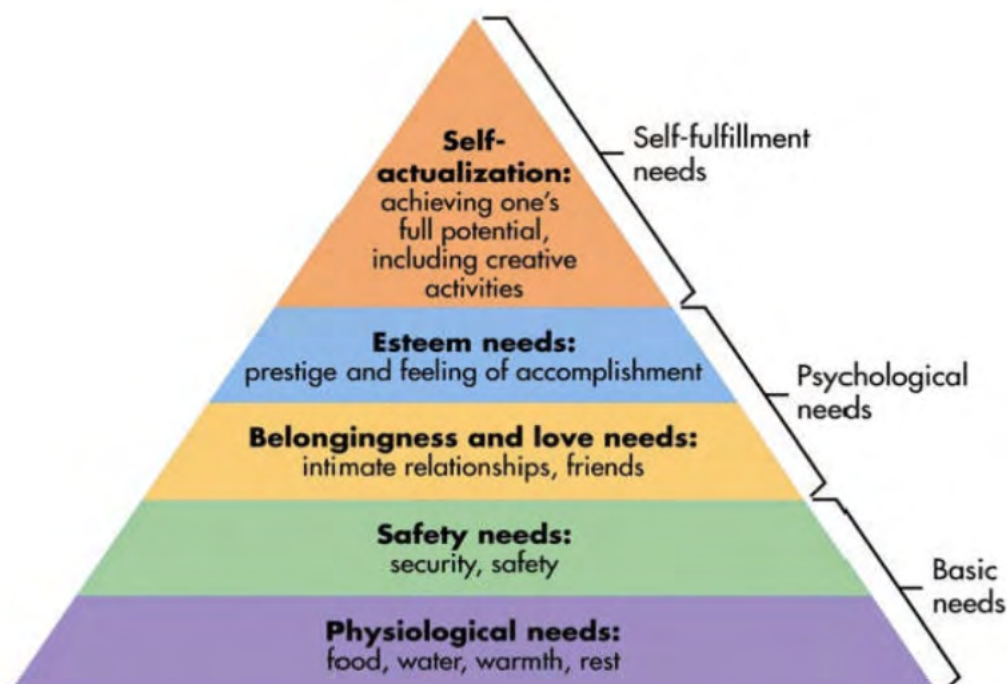 Self-
actualization:
achieving one's
full potential,
including creative
activities
Self-fulfillment
needs
Esteem needs:
prestige and feeling of accomplishment
Psychological
needs
Belongingness and love needs:
intimate relationships, friends
Safety needs:
security, safety
Basic
needs
Physiological needs:
food, water, warmth, rest